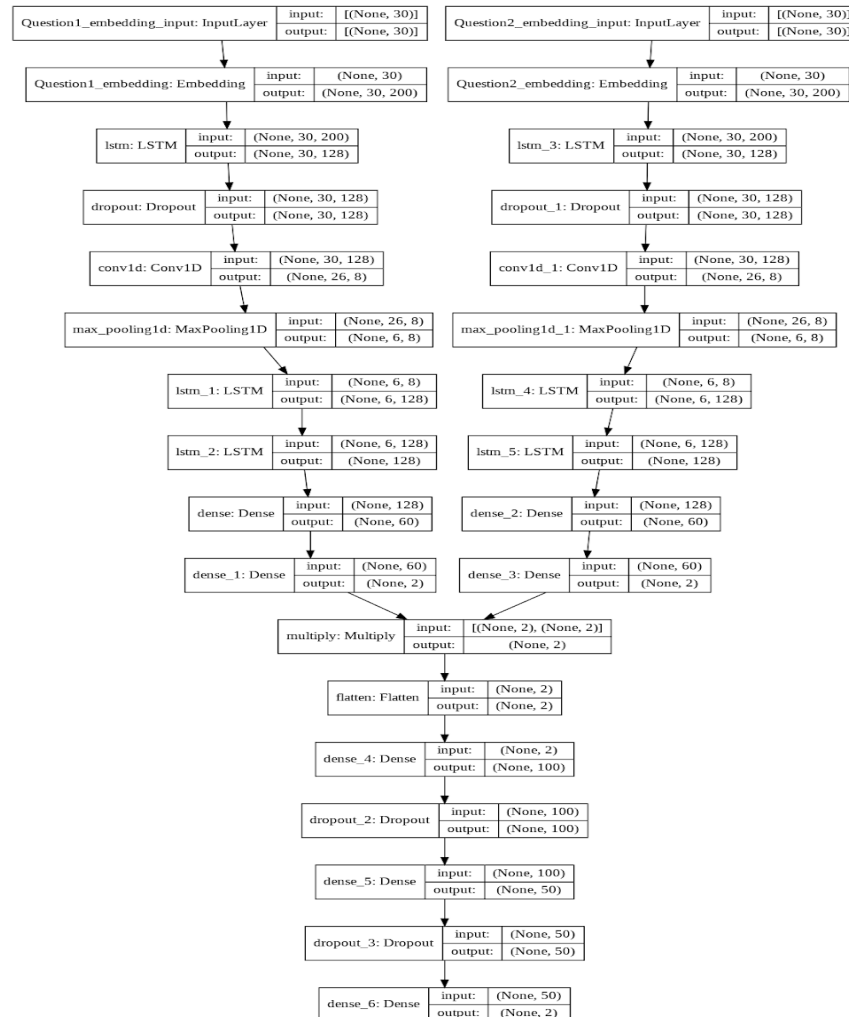 Question1_embedding_input: InputLayer input: [(None, 30)] output: [(None, 30)]
Question2_embedding_input: InputLayer input: [(None, 30)] output: [(None, 30)]
Question1_embedding: Embedding input: (None, 30) output: (None, 30, 200)
Question2_embedding: Embedding input: (None, 30) output: (None, 30, 200)
lstm: LSTM input: (None, 30, 200) output: (None, 30, 128)
lstm_3: LSTM input: (None, 30, 200) output: (None, 30, 128)
dropout: Dropout input: (None, 30, 128) output: (None, 30, 128)
dropout_1: Dropout input: (None, 30, 128) output: (None, 30, 128)
conv1d: Conv1D input: (None, 30, 128) output: (None, 26, 8)
conv1d_1: Conv1D input: (None, 30, 128) output: (None, 26, 8)
max_pooling1d: MaxPooling1D input: (None, 26, 8) output: (None, 6, 8)
max_pooling1d_1: MaxPooling1D input: (None, 26, 8) output: (None, 6, 8)
lstm_1: LSTM input: (None, 6, 8) output: (None, 6, 128)
lstm_4: LSTM input: (None, 6, 8) output: (None, 6, 128)
lstm_2: LSTM input: (None, 6, 128) output: (None, 128)
lstm_5: LSTM input: (None, 6, 128) output: (None, 128)
dense: Dense input: (None, 128) output: (None, 60)
dense_2: Dense input: (None, 128) output: (None, 60)
dense_1: Dense input: (None, 60) output: (None, 2)
dense_3: Dense input: (None, 60) output: (None, 2)
multiply: Multiply input: [(None, 2), (None, 2)] output: (None, 2)
flatten: Flatten input: (None, 2) output: (None, 2)
dense_4: Dense input: (None, 2) output: (None, 100)
dropout_2: Dropout input: (None, 100) output: (None, 100)
dense_5: Dense input: (None, 100) output: (None, 50)
dropout_3: Dropout input: (None, 50) output: (None, 50)
dense_6: Dense input: (None, 50) output: (None, 2)